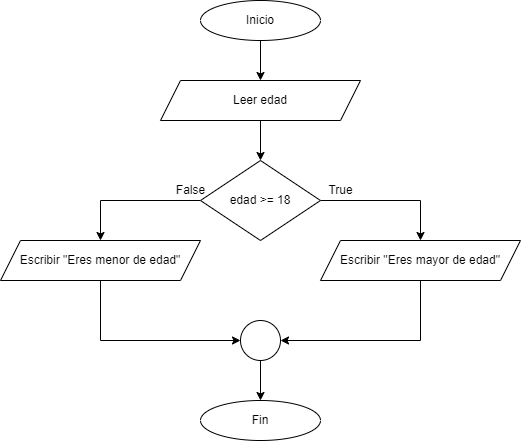 Inicio
Leer edad
False
True
edad >= 18
Escribir "Eres menor de edad"
Escribir "Eres mayor de edad"
Fin